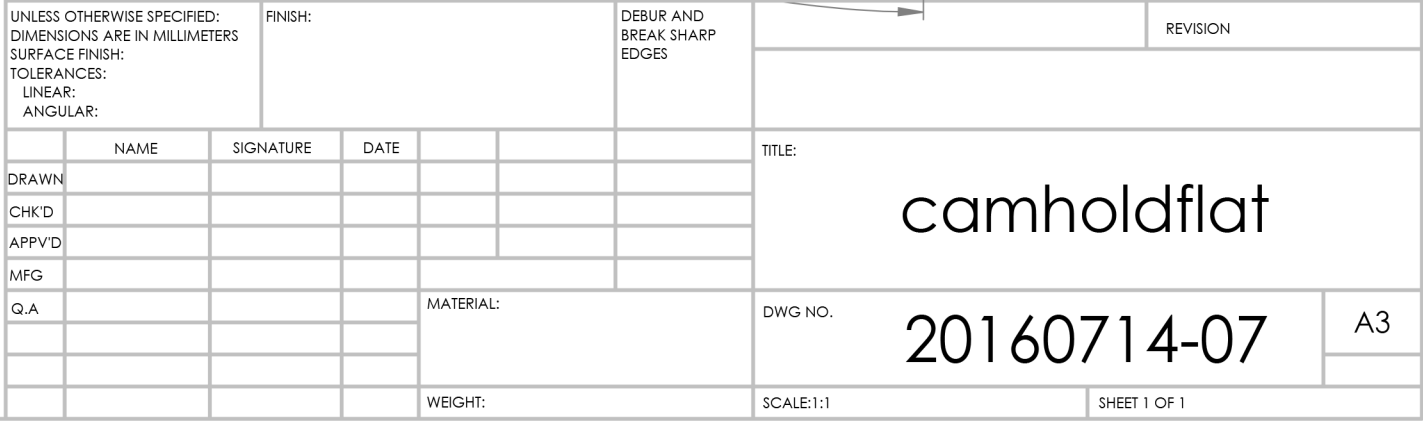 UNLESS OTHERWISE SPECIFIED:
DIMENSIONS ARE IN MILLIMETERS
SURFACE FINISH:
TOLERANCES:
LINEAR:
ANGULAR:
FINISH:
DEBUR AND
BREAK SHARP
EDGES
REVISION
NAME SIGNATURE DATE
DRAWN
CHK'D
APPV'D
MFG
Q.A
TITLE:
camholdflat
MATERIAL:
DWG NO.
20160714-07
A3
WEIGHT:
SCALE:1:1
SHEET 1 OF 1